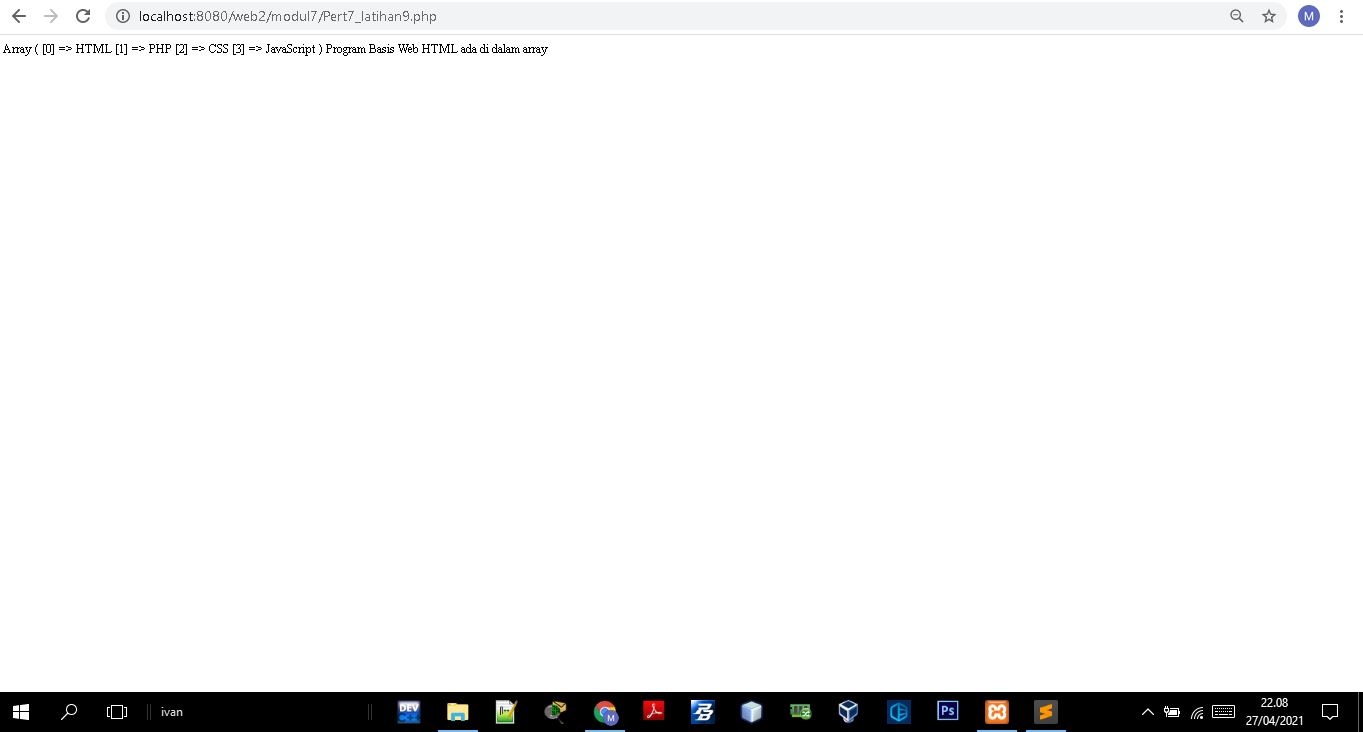 localhost:8080/web2/modul7/Pert7_latihan9.php
M
Array ( [0] => HTML [1] => PHP [2] => CSS [3] => JavaScript ) Program Basis Web HTML ada di dalam array
ivan
DEV
M
Ps
22.08
27/04/2021